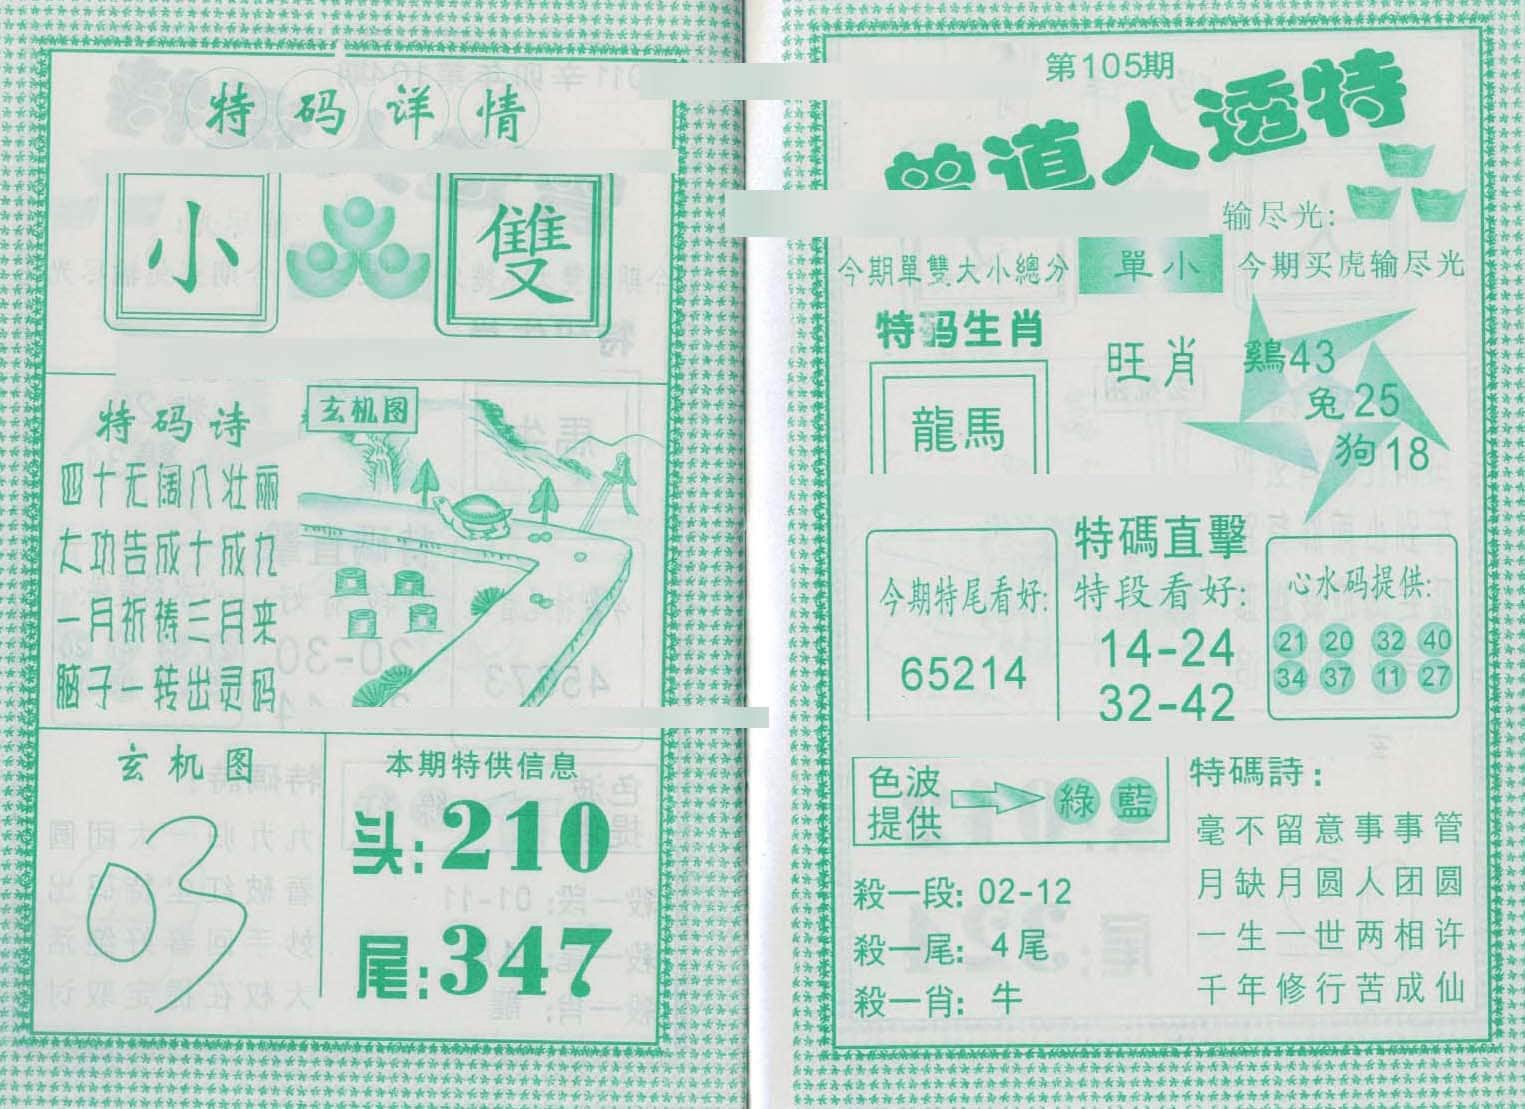 特码详情
小 雙
特码诗
四十无阔八壮丽
大功告成十成九
一月祈祷三月来
脑子一转出灵码
玄机图
玄机图
03
本期特供信息
头:210
尾:347
第105期
曾道人透特
输尽光:
今期單雙大小總分 單小 今期买虎输尽光
特码生肖
龍馬
旺肖
鷄43
兔25
狗18
今期特尾看好:
65214
特碼直擊
特段看好:
14-24
32-42
心水码提供:
21 20 32 40
34 37 11 27
色波
提供
綠 藍
殺一段: 02-12
殺一尾: 4尾
殺一肖: 牛
特碼詩:
毫不留意事事管
月缺月圆人团圆
一生一世两相许
千年修行苦成仙